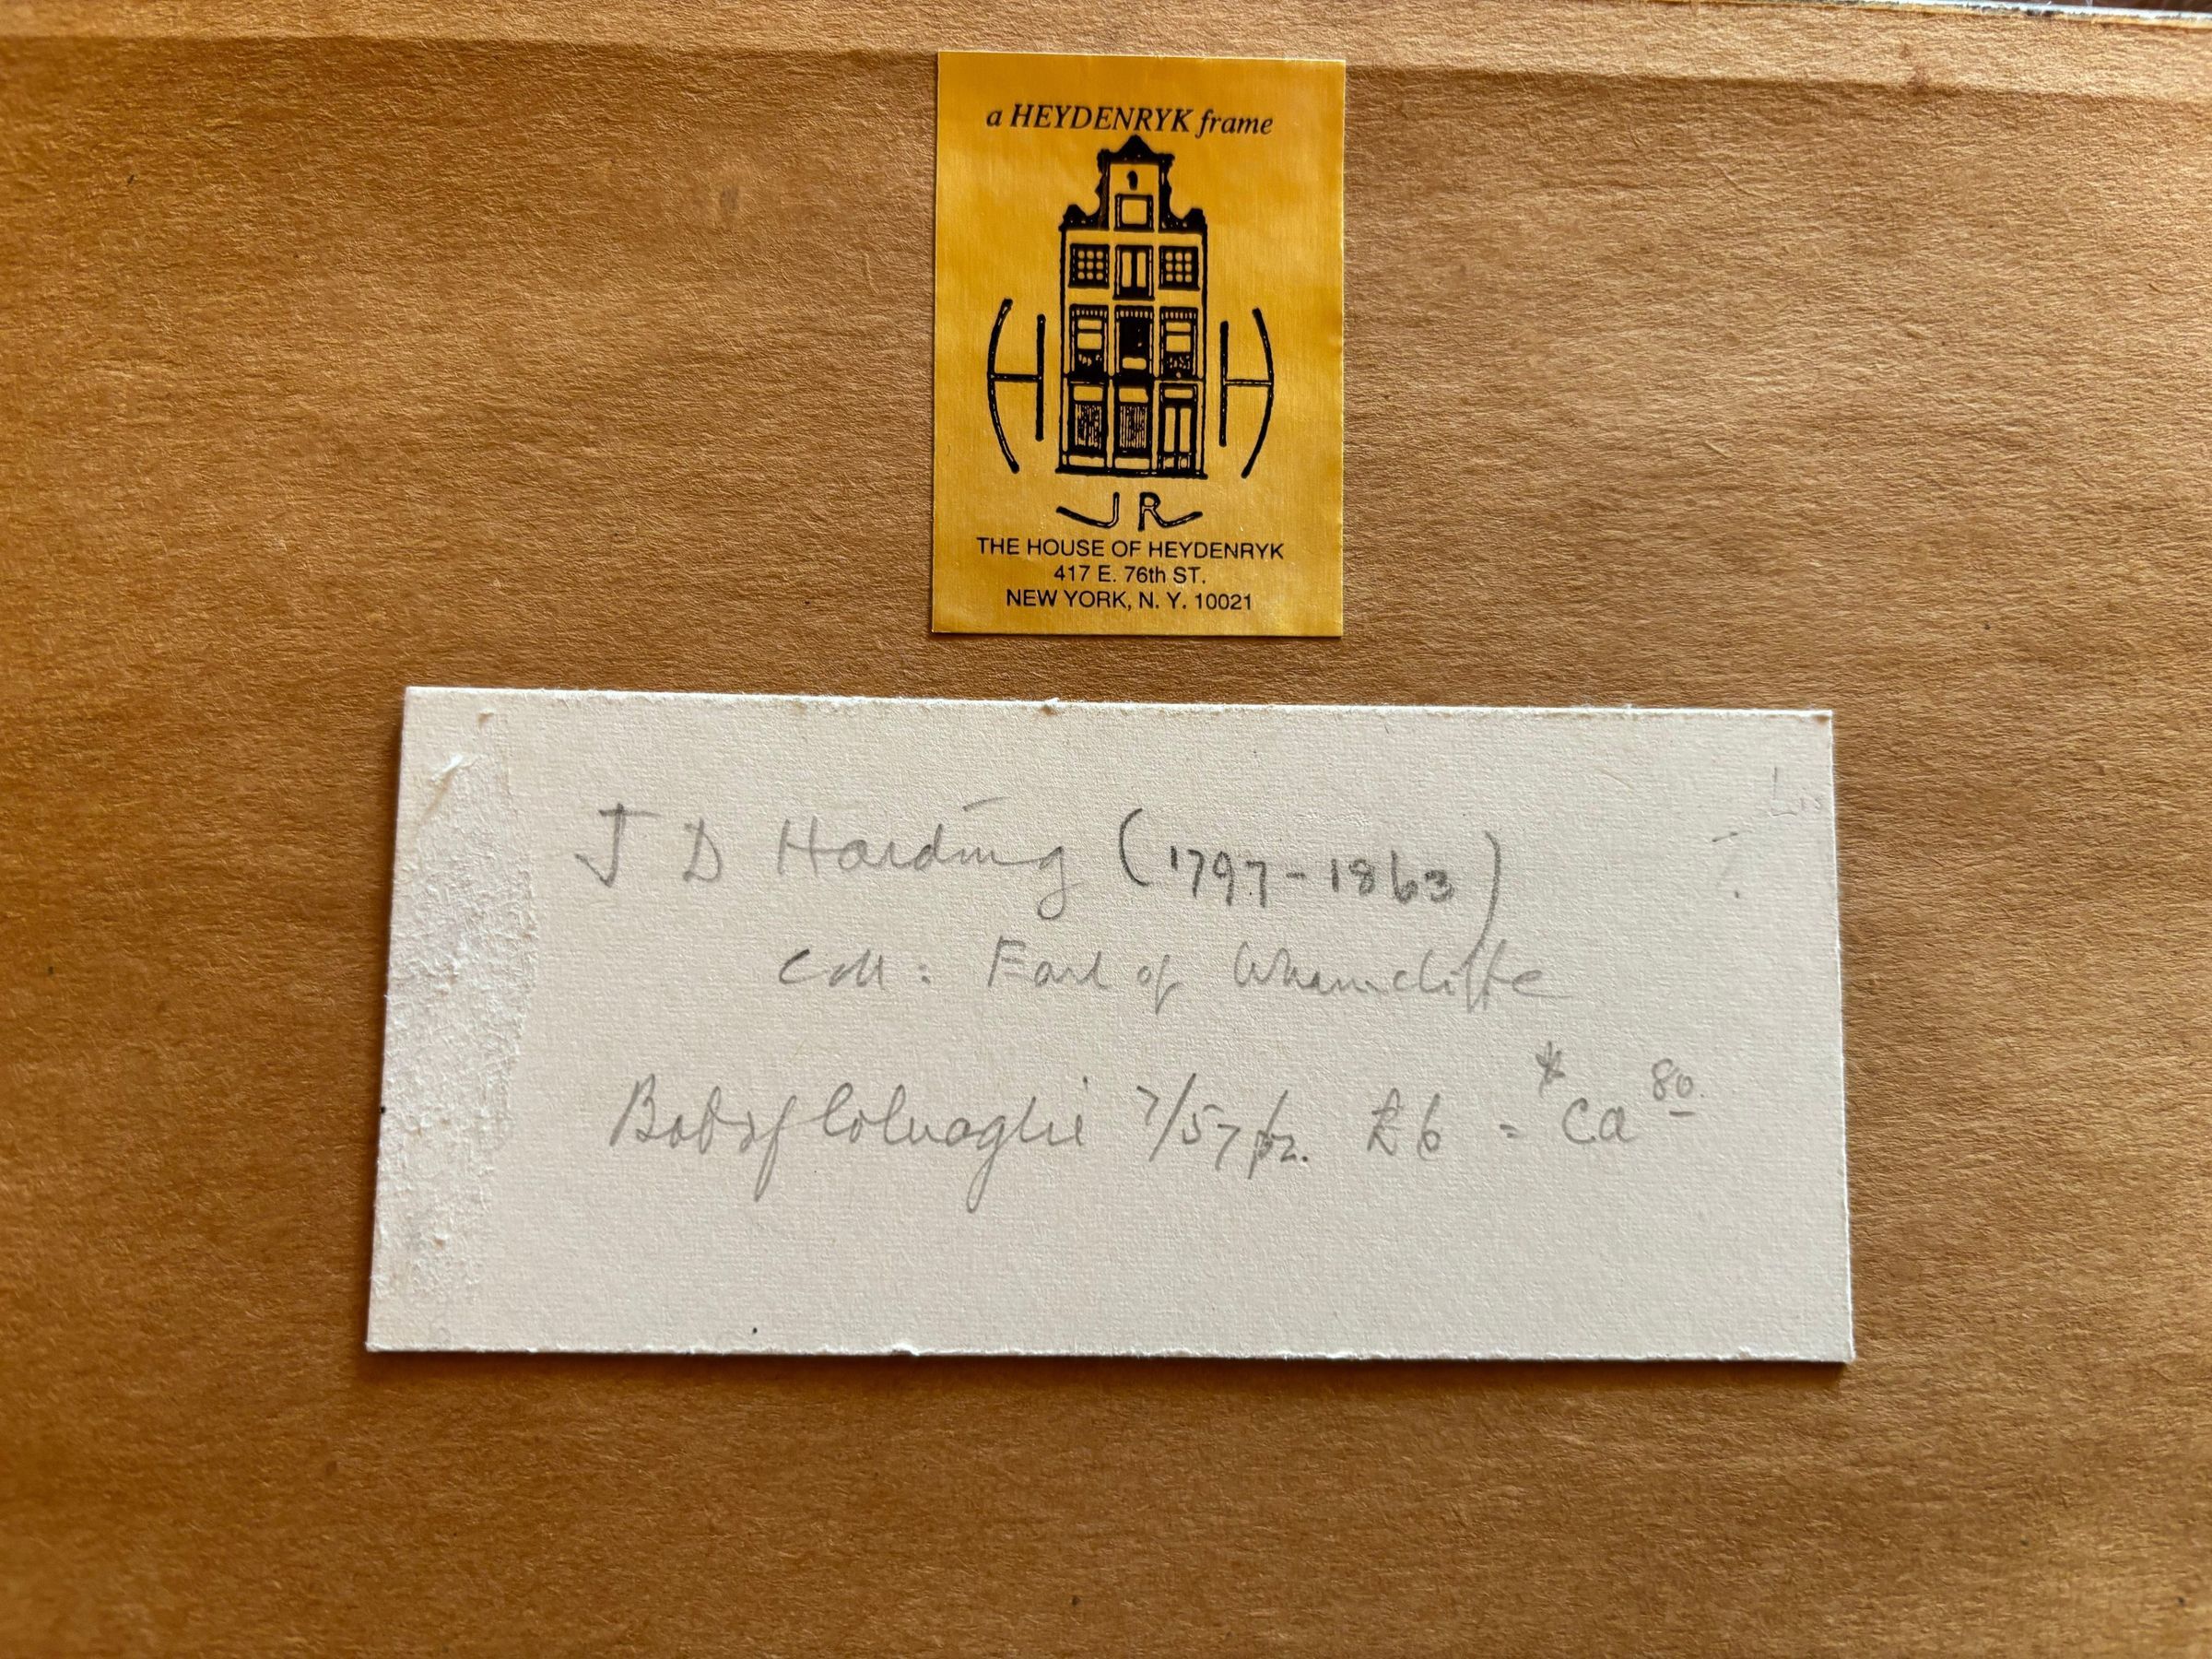 a HEYDENRYK frame
H H
JR
THE HOUSE OF HEYDENRYK
417 E. 76th ST.
NEW YORK, N. Y. 10021
J D Harding (1797-1863)
Coll: Earl of Wharncliffe
Bot of Colnaghi 7/57 £6 = *ca 80